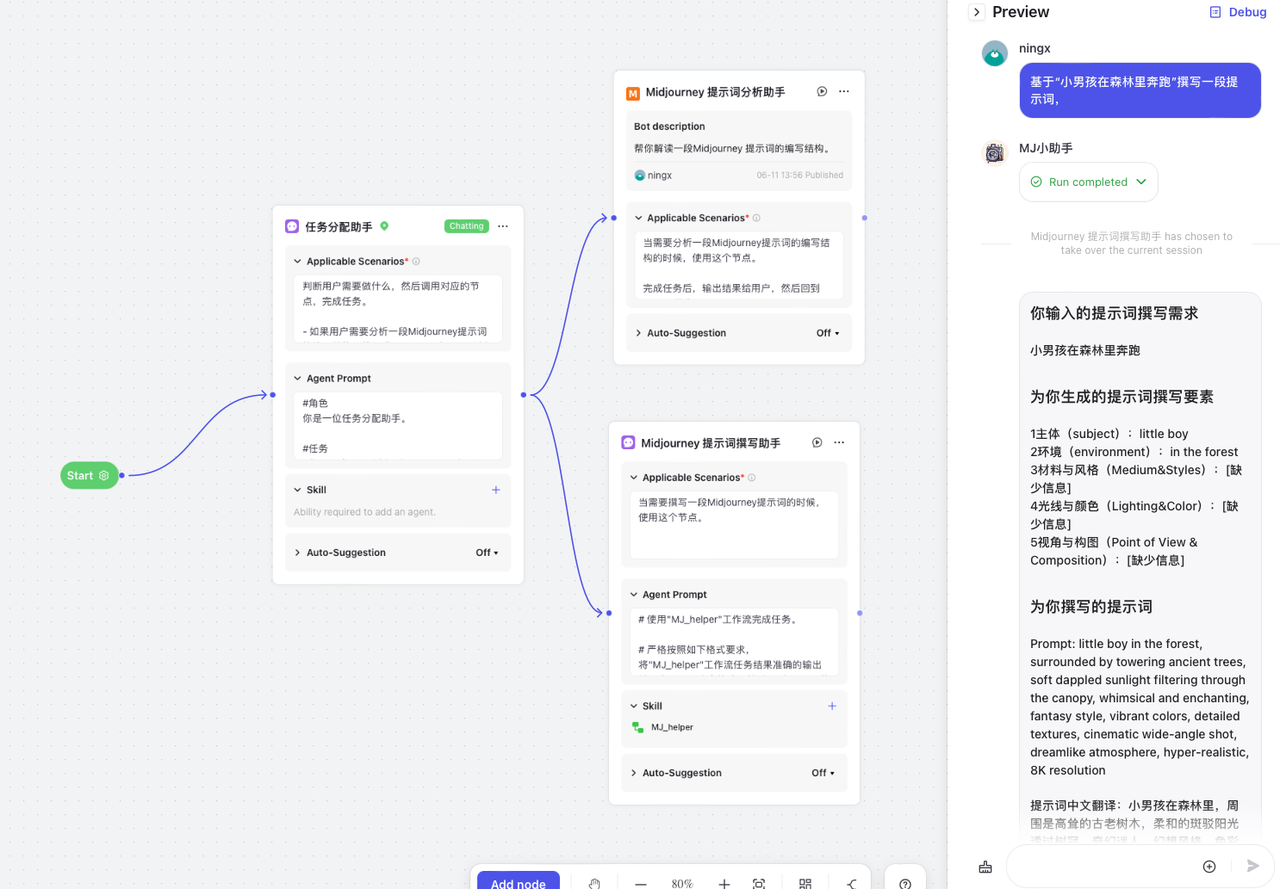 Start
任务分配助手
Chatting
Applicable Scenarios*
判断用户需要做什么，然后调用对应的节
点，完成任务。
- 如果用户需要分析一段Midjourney提示词
Agent Prompt
#角色
你是一位任务分配助手。
#任务
Skill
Ability required to add an agent.
Auto-Suggestion
Off
Midjourney 提示词分析助手
Bot description
帮你解读一段Midjourney 提示词的编写结构。
ningx
06-11 13:56 Published
Applicable Scenarios*
当需要分析一段Midjourney提示词的编写结
构的时候，使用这个节点。
完成任务后，输出结果给用户，然后回到
Auto-Suggestion
Off
Midjourney 提示词撰写助手
Applicable Scenarios*
当需要撰写一段Midjourney提示词的时候，
使用这个节点。
Agent Prompt
# 使用"MJ_helper"工作流完成任务。
# 严格按照如下格式要求，
将"MJ_helper"工作流任务结果准确的输出
Skill
MJ_helper
Auto-Suggestion
Off
Add node
80%
Preview
Debug
ningx
基于“小男孩在森林里奔跑”撰写一段提
示词，
MJ小助手
Run completed
Midjourney 提示词撰写助手 has chosen to
take over the current session
你输入的提示词撰写需求
小男孩在森林里奔跑
为你生成的提示词撰写要素
1主体（subject）：little boy
2环境（environment）：in the forest
3材料与风格（Medium&Styles）：[缺
少信息]
4光线与颜色（Lighting&Color）：[缺
少信息]
5视角与构图（Point of View &
Composition）：[缺少信息]
为你撰写的提示词
Prompt: little boy in the forest,
surrounded by towering ancient trees,
soft dappled sunlight filtering through
the canopy, whimsical and enchanting,
fantasy style, vibrant colors, detailed
textures, cinematic wide-angle shot,
dreamlike atmosphere, hyper-realistic,
8K resolution
提示词中文翻译：小男孩在森林里，周
围是高耸的古老树木，柔和的斑驳阳光